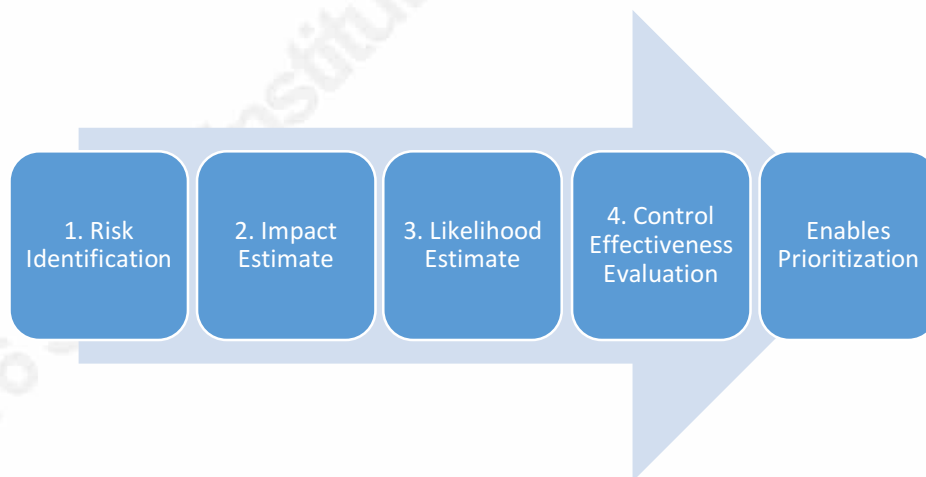 1. Risk
Identification
2. Impact
Estimate
3. Likelihood
Estimate
4. Control
Effectiveness
Evaluation
Enables
Prioritization